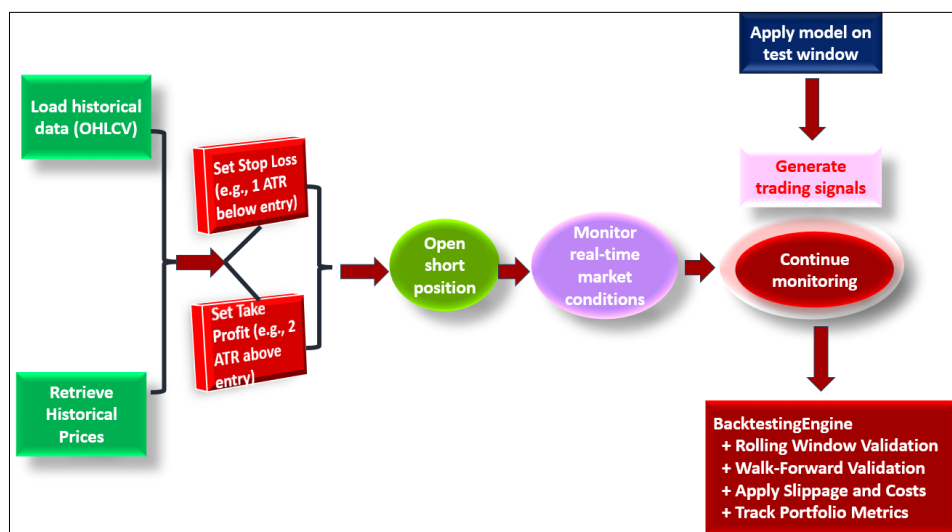 Load historical
data (OHLCV)
Retrieve
Historical
Prices
Set Stop Loss
(e.g., 1 ATR
below entry)
Set Take
Profit (e.g., 2
ATR above
entry)
Open
short
position
Monitor
real-time
market
conditions
Apply model on
test window
Generate
trading signals
Continue
monitoring
BacktestingEngine
+ Rolling Window Validation
+ Walk-Forward Validation
+ Apply Slippage and Costs
+ Track Portfolio Metrics